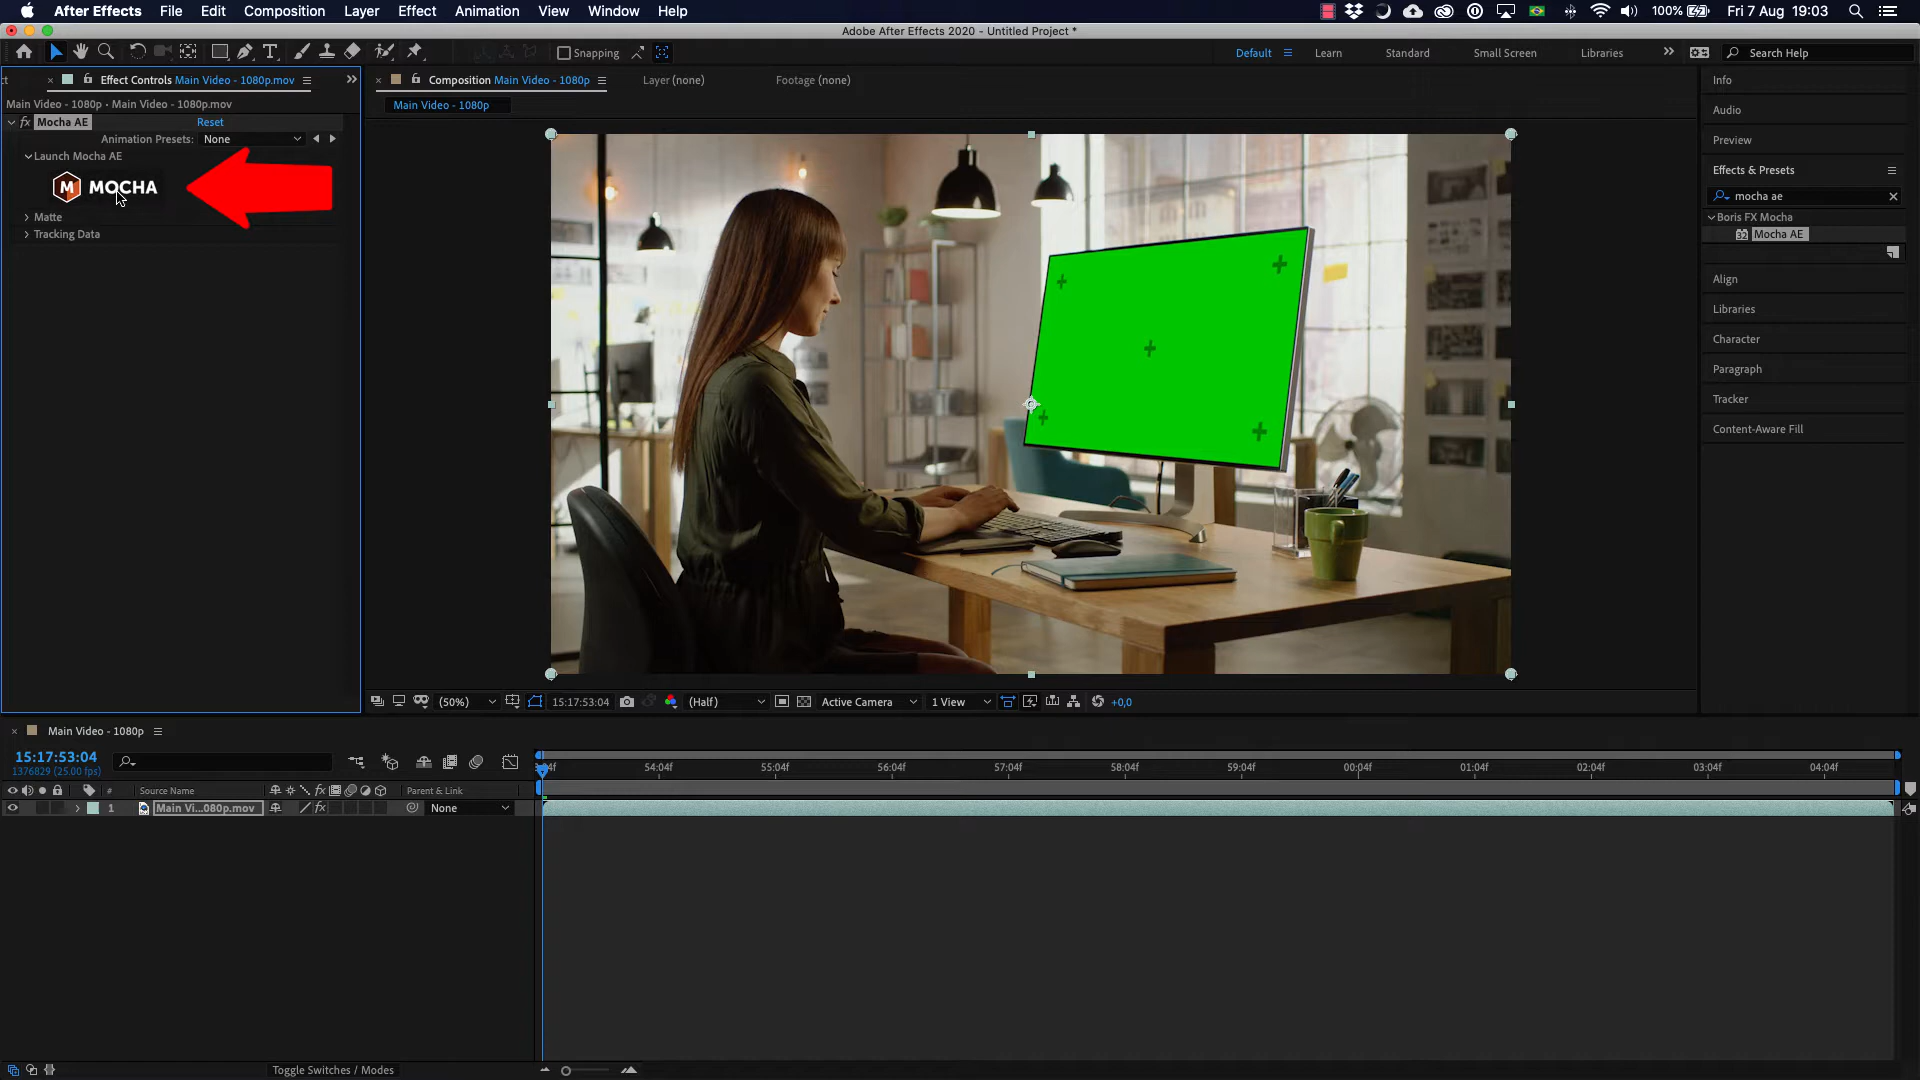 After Effects File Edit Composition Layer Effect Animation View Window Help 100% Fri 7 Aug 19:03
Adobe After Effects 2020 - Untitled Project *
Snapping Default Learn Standard Small Screen Libraries Search Help
Effect Controls Main Video - 1080p.mov Composition Main Video - 1080p Layer (none) Footage (none) Info
Main Video - 1080p • Main Video - 1080p.mov Main Video - 1080p
Audio
fx Mocha AE Reset
Animation Presets: None
Preview
Launch Mocha AE
M MOCHA
Effects & Presets
mocha ae
Matte
Boris FX Mocha
Tracking Data
32 Mocha AE
Align
Libraries
Character
Paragraph
Tracker
Content-Aware Fill
(50%) 15:17:53:04 (Half) Active Camera 1 View +0,0
Main Video - 1080p
15:17:53:04
1376829 (25.00 fps)
54:04f 55:04f 56:04f 57:04f 58:04f 59:04f 00:04f 01:04f 02:04f 03:04f 04:04f
# Source Name fx Parent & Link
1 Main Vi...080p.mov fx None
Toggle Switches / Modes